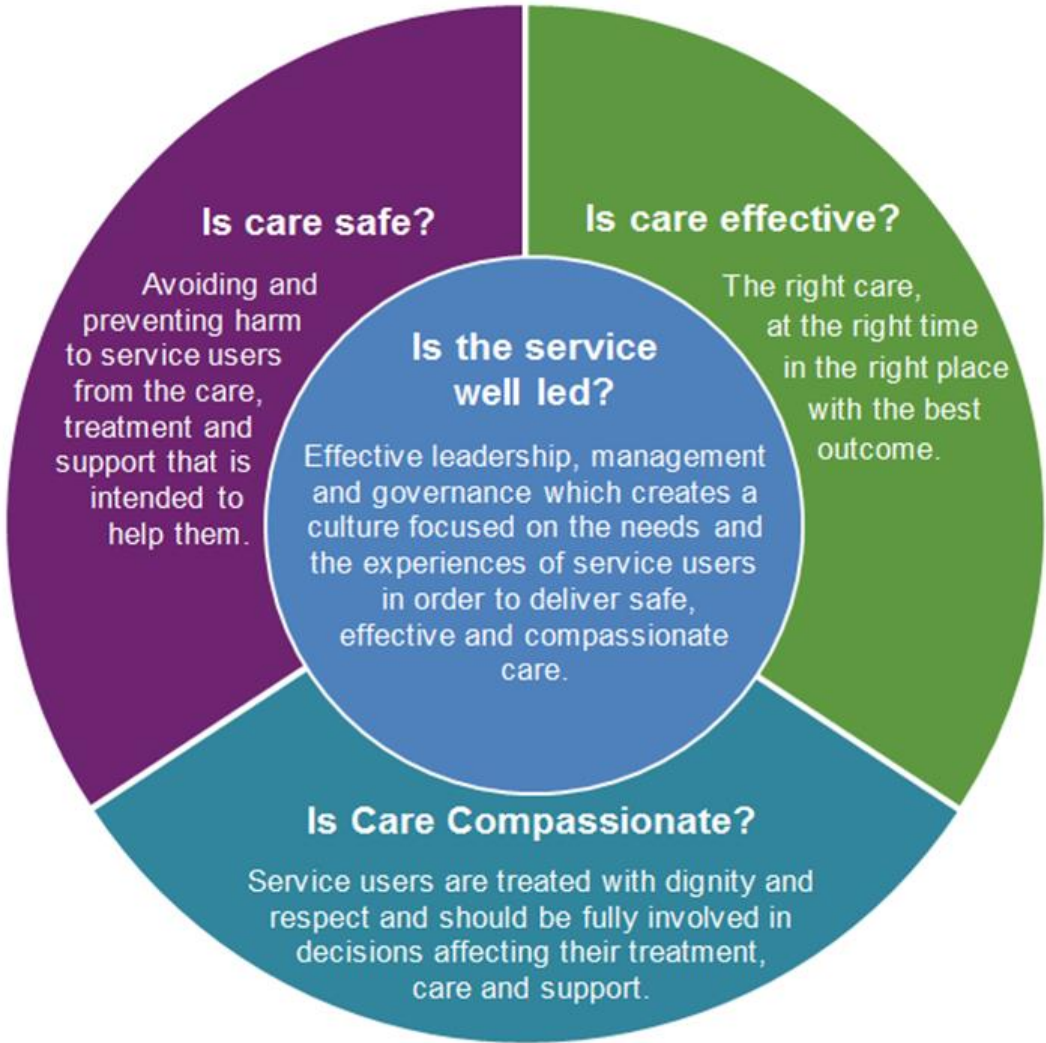 Is care safe?
Avoiding and
preventing harm
to service users
from the care,
treatment and
support that is
intended to
help them.
Is care effective?
The right care,
at the right time
in the right place
with the best
outcome.
Is the service
well led?
Effective leadership, management
and governance which creates a
culture focused on the needs and
the experiences of service users
in order to deliver safe,
effective and compassionate
care.
Is Care Compassionate?
Service users are treated with dignity and
respect and should be fully involved in
decisions affecting their treatment,
care and support.